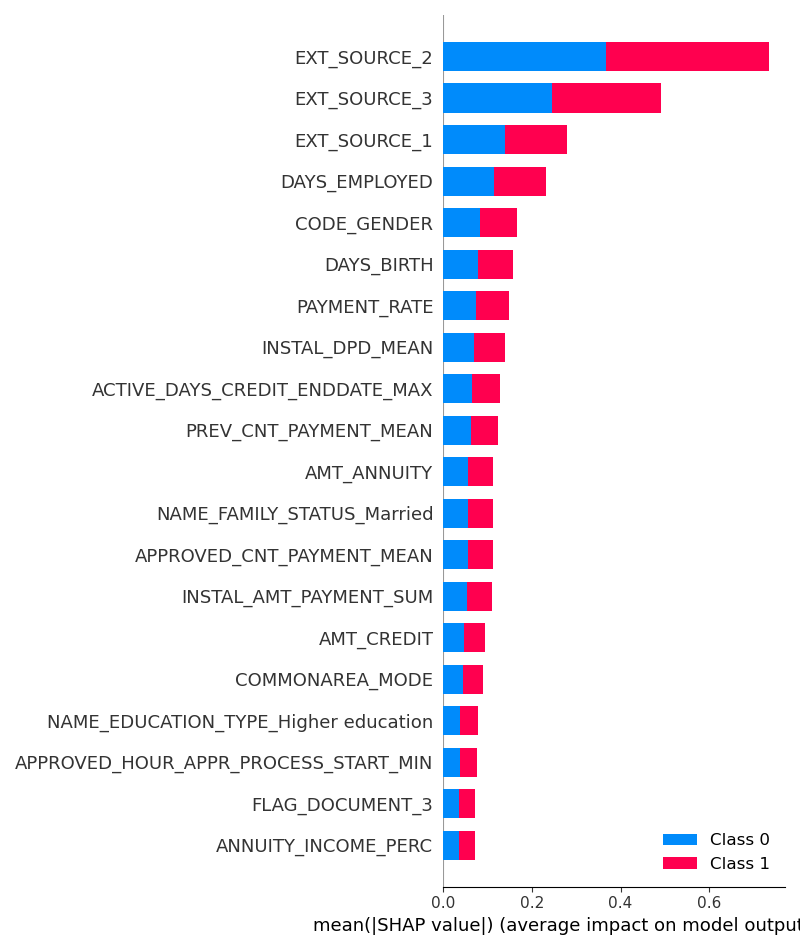 EXT_SOURCE_2
EXT_SOURCE_3
EXT_SOURCE_1
DAYS_EMPLOYED
CODE_GENDER
DAYS_BIRTH
PAYMENT_RATE
INSTAL_DPD_MEAN
ACTIVE_DAYS_CREDIT_ENDDATE_MAX
PREV_CNT_PAYMENT_MEAN
AMT_ANNUITY
NAME_FAMILY_STATUS_Married
APPROVED_CNT_PAYMENT_MEAN
INSTAL_AMT_PAYMENT_SUM
AMT_CREDIT
COMMONAREA_MODE
NAME_EDUCATION_TYPE_Higher education
APPROVED_HOUR_APPR_PROCESS_START_MIN
FLAG_DOCUMENT_3
ANNUITY_INCOME_PERC
Class 0
Class 1
0.0 0.2 0.4 0.6
mean(|SHAP value|) (average impact on model output